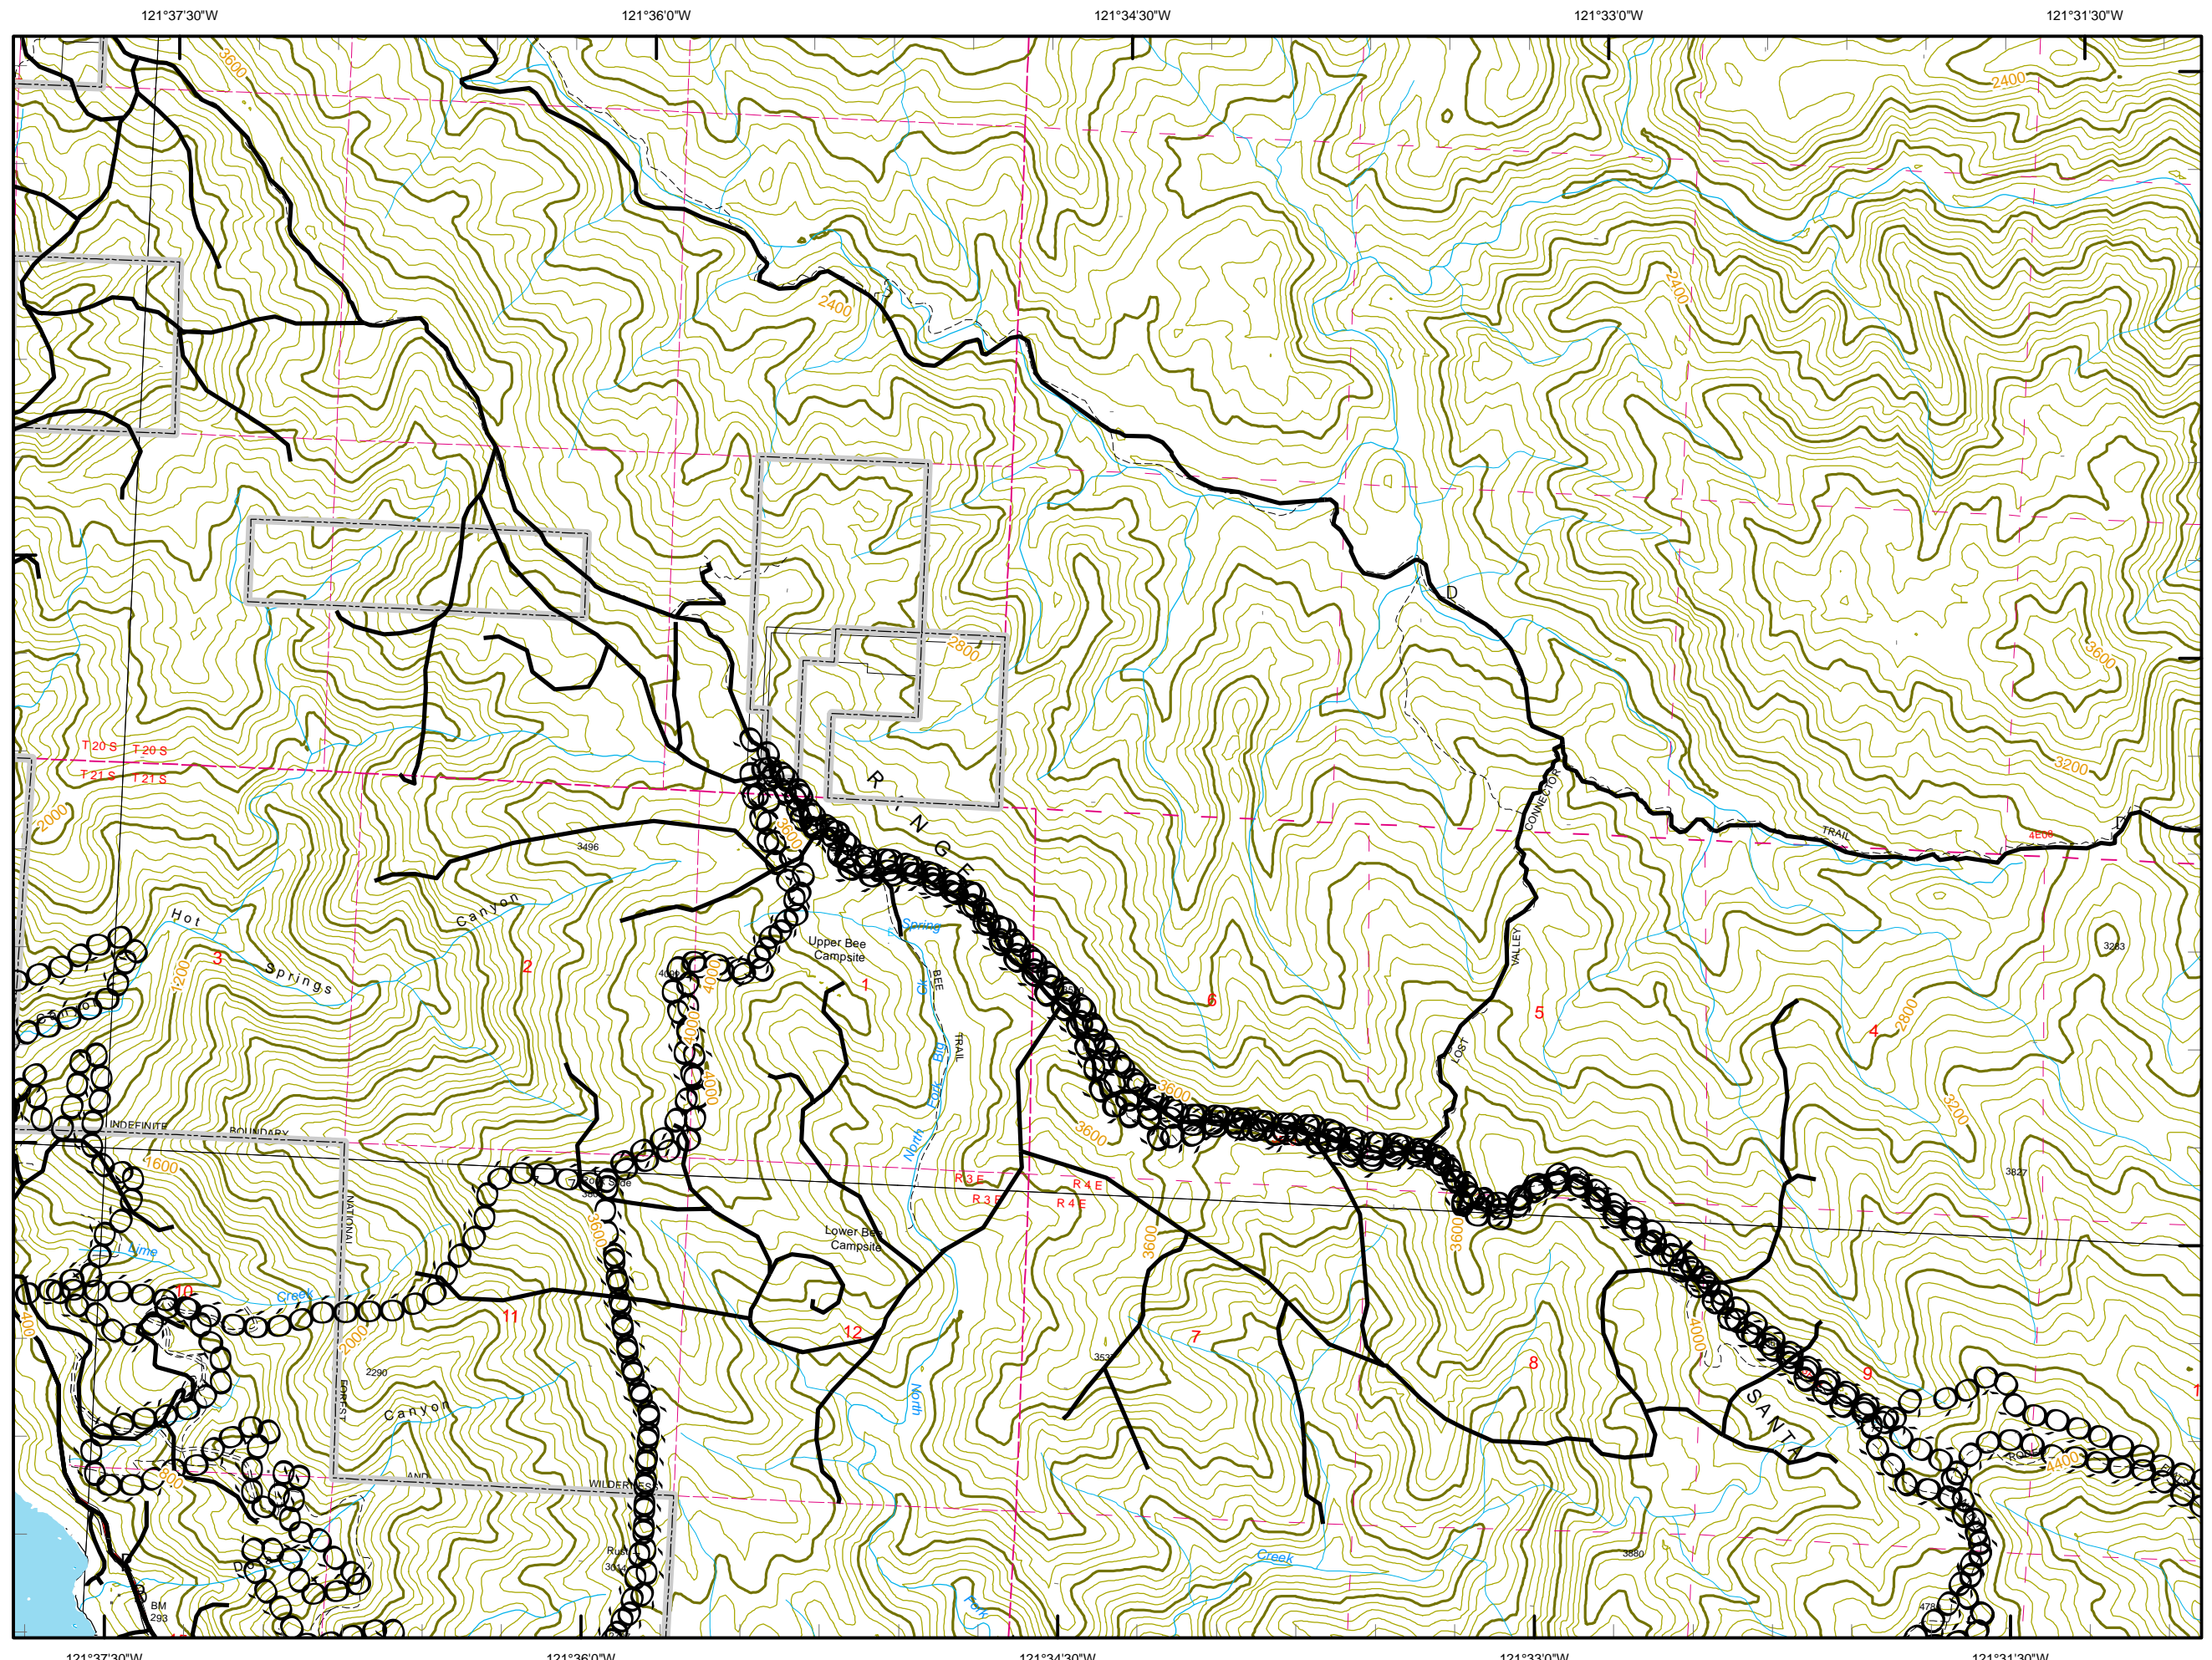 121°37'30"W
121°36'0"W
121°34'30"W
121°33'0"W
121°31'30"W
3600
2400
2400
2400
D
2800
3600
T 20 S
T 20 S
T 21 S
T 21 S
3200
RANGE
CONNECTOR
2000
3600
3496
TRAIL
4E08
D
Hot
Canyon
Spring
Upper Bee
Campsite
VALLEY
3283
3
Springs
2
1200
4000
BEE
1
Ck
6
5
4
2800
Canyon
4000
TRAIL
Big
LOST
4000
Fork
3600
3200
INDEFINITE
BOUNDARY
3600
North
1600
3827
R 3 E
R 4 E
R 3 E
R 4 E
NATIONAL
3600
Lower Bee
Campsite
3600
3600
Lime
Creek
10
11
12
7
4000
2000
8
9
2290
FOREST
Canyon
North
SANTA
800
AND
WILDERNESS
4400
Creek
3880
BM
293
Fork
121°37'30"W
121°36'0"W
121°34'30"W
121°33'0"W
121°31'30"W